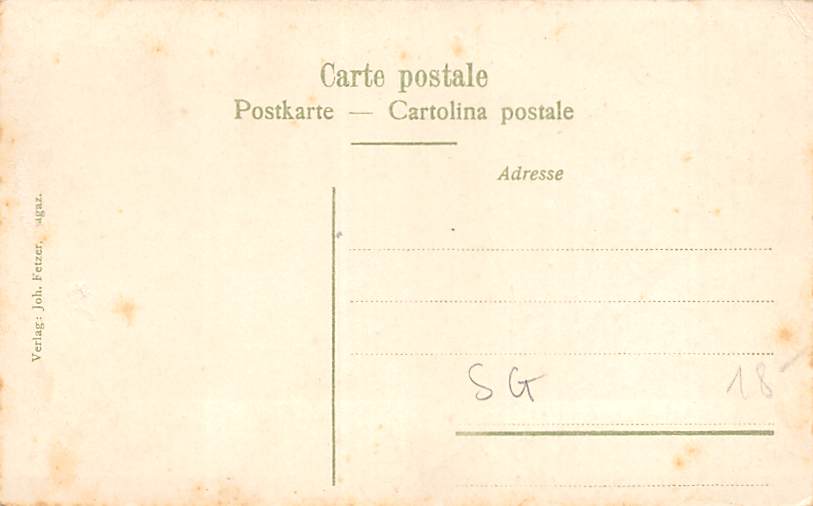 Carte postale
Postkarte — Cartolina postale
Adresse
Verlag: Joh. Fetzer,
SG
18